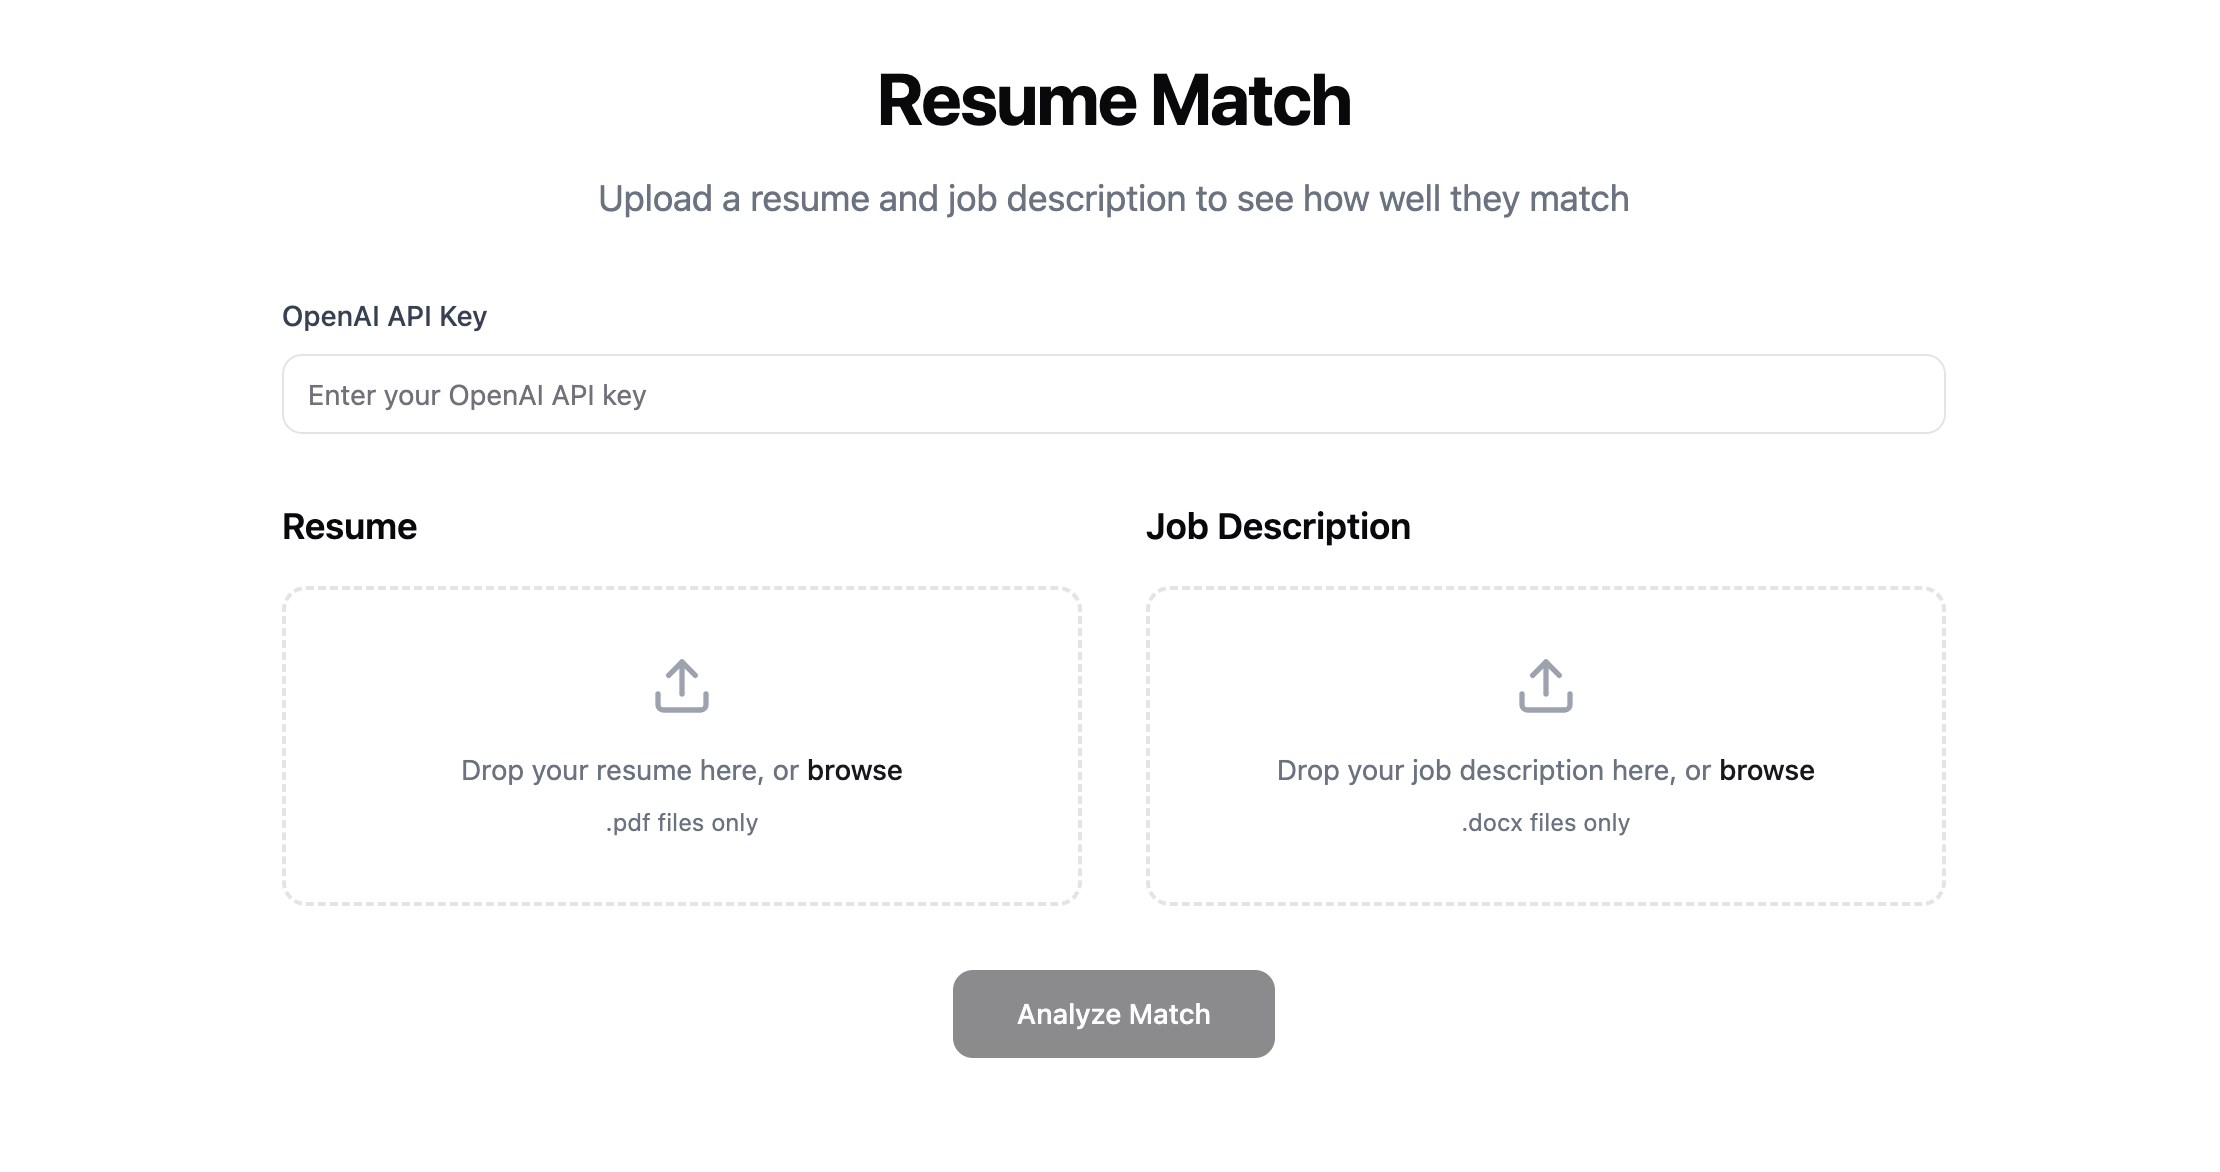 Resume Match
Upload a resume and job description to see how well they match
OpenAI API Key
Enter your OpenAI API key
Resume
Drop your resume here, or browse
.pdf files only
Job Description
Drop your job description here, or browse
.docx files only
Analyze Match